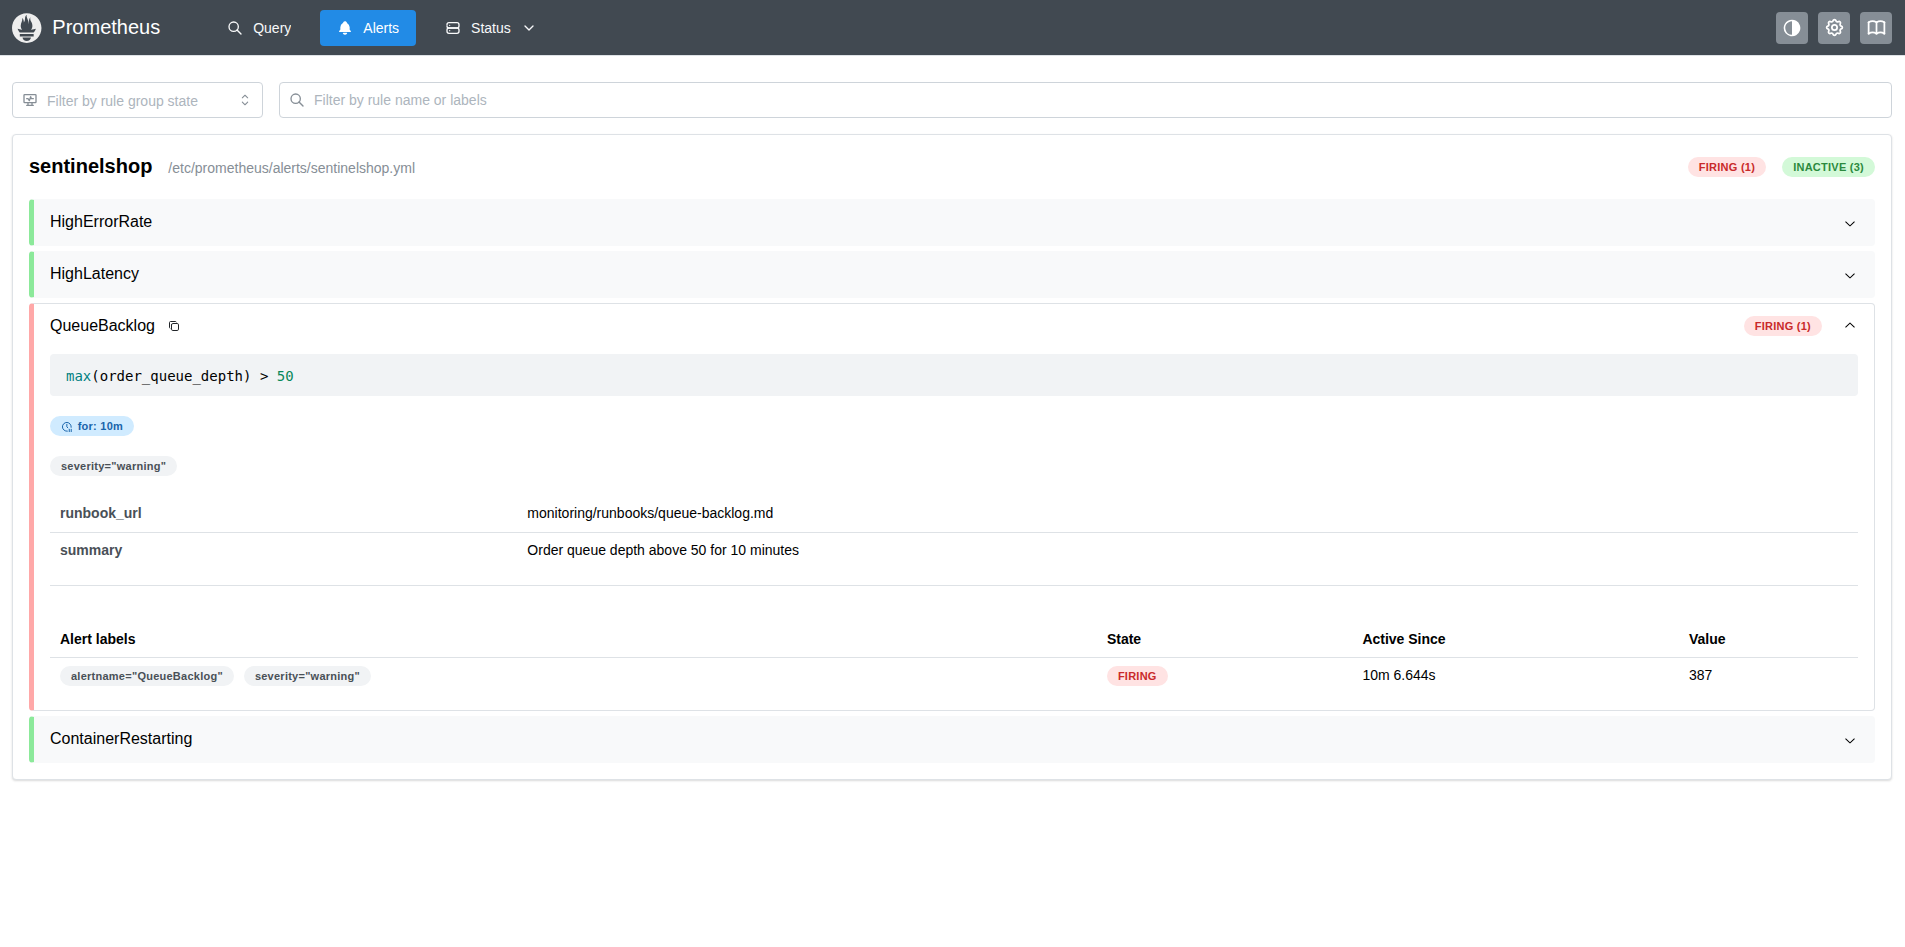 Prometheus Query Alerts Status
Filter by rule group state Filter by rule name or labels
sentinelshop /etc/prometheus/alerts/sentinelshop.yml FIRING (1) INACTIVE (3)
HighErrorRate
HighLatency
QueueBacklog FIRING (1)
max(order_queue_depth) > 50
for: 10m
severity="warning"
runbook_url monitoring/runbooks/queue-backlog.md
summary Order queue depth above 50 for 10 minutes
Alert labels State Active Since Value
alertname="QueueBacklog" severity="warning" FIRING 10m 6.644s 387
ContainerRestarting